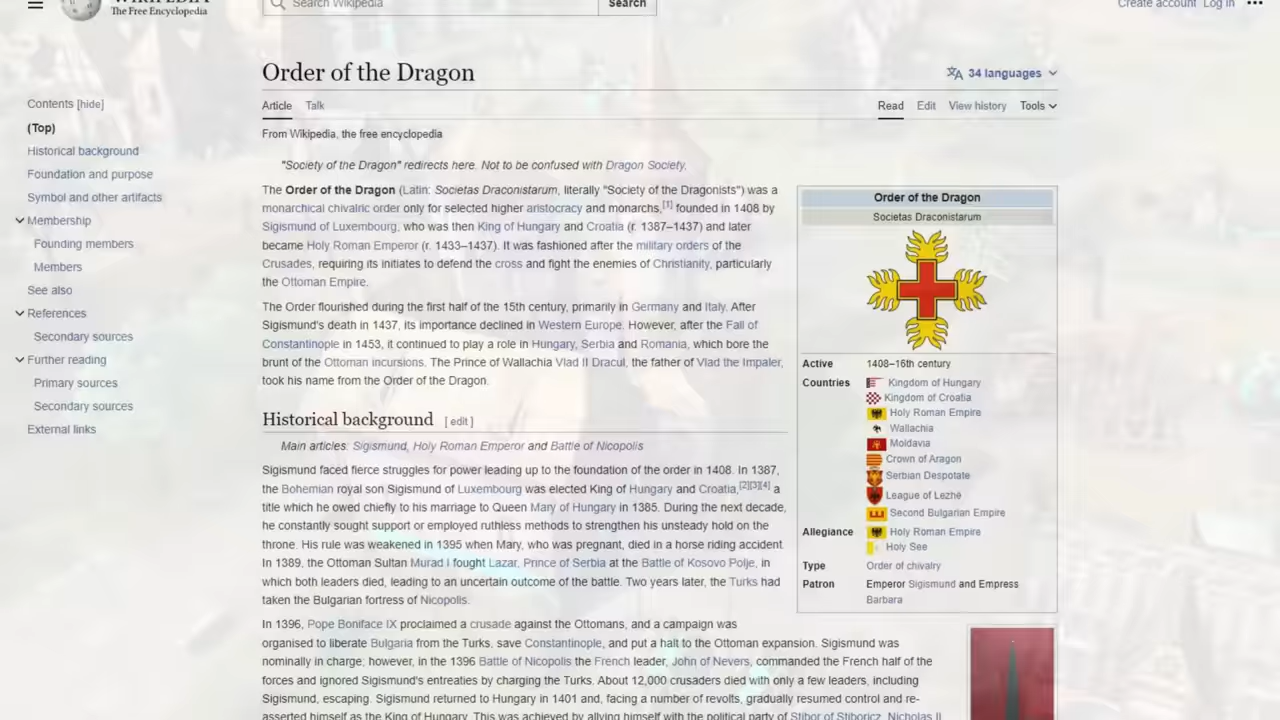 WIKIPEDIA
The Free Encyclopedia
Search Wikipedia
Search
Create account Log in
Order of the Dragon
34 languages
Article Talk
Read Edit View history Tools
From Wikipedia, the free encyclopedia
Contents [hide]
(Top)
Historical background
Foundation and purpose
Symbol and other artifacts
Membership
Founding members
Members
See also
References
Secondary sources
Further reading
Primary sources
Secondary sources
External links
"Society of the Dragon" redirects here. Not to be confused with Dragon Society.
The Order of the Dragon (Latin: Societas Draconistarum, literally "Society of the Dragonists") was a
monarchical chivalric order only for selected higher aristocracy and monarchs,[1] founded in 1408 by
Sigismund of Luxembourg, who was then King of Hungary and Croatia (r. 1387–1437) and later
became Holy Roman Emperor (r. 1433–1437). It was fashioned after the military orders of the
Crusades, requiring its initiates to defend the cross and fight the enemies of Christianity, particularly
the Ottoman Empire.
The Order flourished during the first half of the 15th century, primarily in Germany and Italy. After
Sigismund's death in 1437, its importance declined in Western Europe. However, after the Fall of
Constantinople in 1453, it continued to play a role in Hungary, Serbia and Romania, which bore the
brunt of the Ottoman incursions. The Prince of Wallachia Vlad II Dracul, the father of Vlad the Impaler,
took his name from the Order of the Dragon.
Historical background [ edit ]
Main articles: Sigismund, Holy Roman Emperor and Battle of Nicopolis
Sigismund faced fierce struggles for power leading up to the foundation of the order in 1408. In 1387,
the Bohemian royal son Sigismund of Luxembourg was elected King of Hungary and Croatia,[2][3][4] a
title which he owed chiefly to his marriage to Queen Mary of Hungary in 1385. During the next decade,
he constantly sought support or employed ruthless methods to strengthen his unsteady hold on the
throne. His rule was weakened in 1395 when Mary, who was pregnant, died in a horse riding accident.
In 1389, the Ottoman Sultan Murad I fought Lazar, Prince of Serbia at the Battle of Kosovo Polje, in
which both leaders died, leading to an uncertain outcome of the battle. Two years later, the Turks had
taken the Bulgarian fortress of Nicopolis.
In 1396, Pope Boniface IX proclaimed a crusade against the Ottomans, and a campaign was
organised to liberate Bulgaria from the Turks, save Constantinople, and put a halt to the Ottoman expansion. Sigismund was
nominally in charge; however, in the 1396 Battle of Nicopolis the French leader, John of Nevers, commanded the French half of the
forces and ignored Sigismund's entreaties by charging the Turks. About 12,000 crusaders died with only a few leaders, including
Sigismund, escaping. Sigismund returned to Hungary in 1401 and, facing a number of revolts, gradually resumed control and re-
asserted himself as the King of Hungary. This was achieved by allying himself with the political party of Stibor of Stiboricz, Nicholas II
Order of the Dragon
Societas Draconistarum
Active 1408–16th century
Countries Kingdom of Hungary
Kingdom of Croatia
Holy Roman Empire
Wallachia
Moldavia
Crown of Aragon
Serbian Despotate
League of Lezhë
Second Bulgarian Empire
Allegiance Holy Roman Empire
Holy See
Type Order of chivalry
Patron Emperor Sigismund and Empress
Barbara